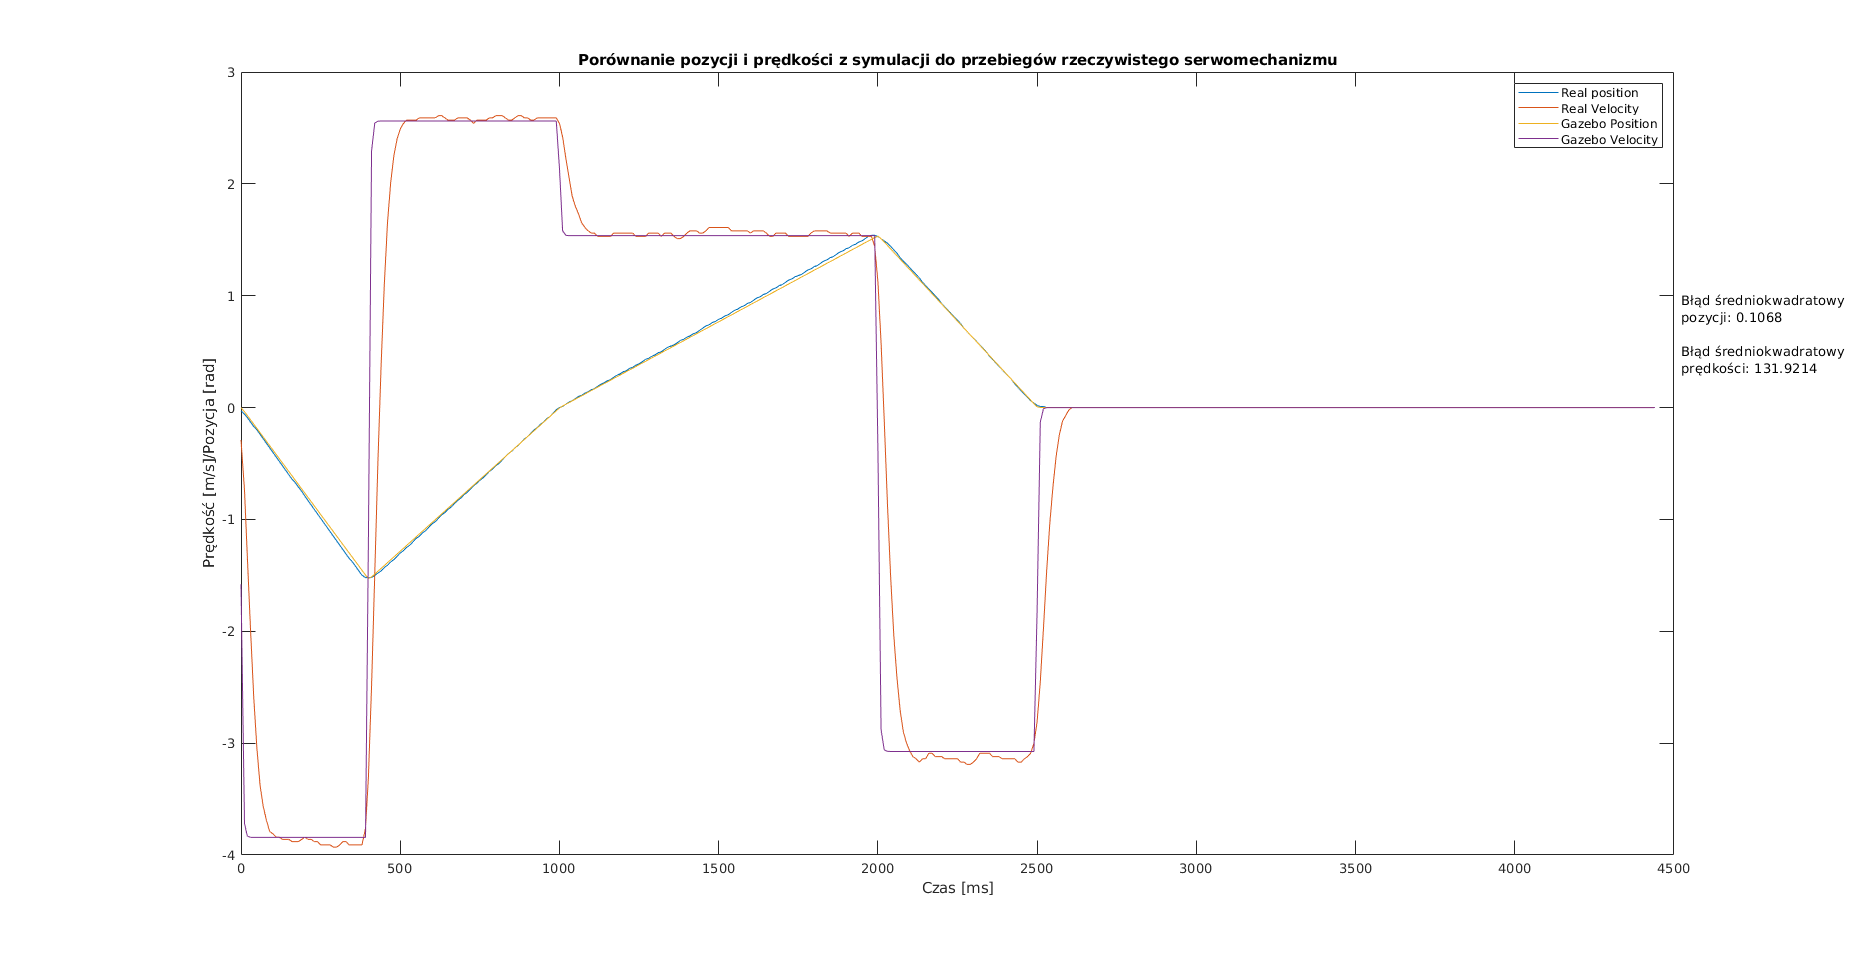 Porównanie pozycji i prędkości z symulacji do przebiegów rzeczywistego serwomechanizmu
3
2
1
0
-1
-2
-3
-4
Prędkość [m/s]/Pozycja [rad]
0
500
1000
1500
2000
2500
3000
3500
4000
4500
Czas [ms]
Real position
Real Velocity
Gazebo Position
Gazebo Velocity
Błąd średniokwadratowy
pozycji: 0.1068
Błąd średniokwadratowy
prędkości: 131.9214